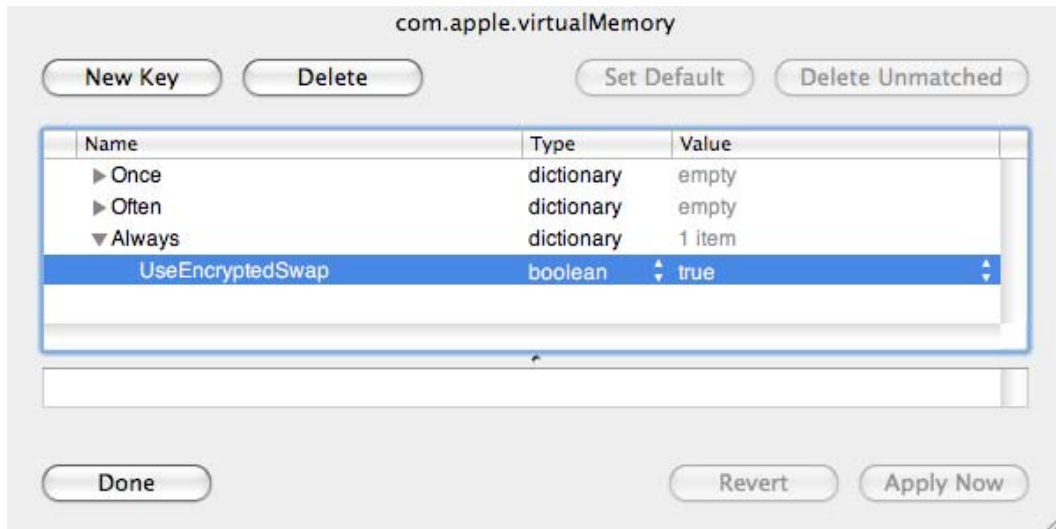 com.apple.virtualMemory
New Key Delete Set Default Delete Unmatched
Name Type Value
Once dictionary empty
Often dictionary empty
Always dictionary 1 item
UseEncryptedSwap boolean true
Done Revert Apply Now